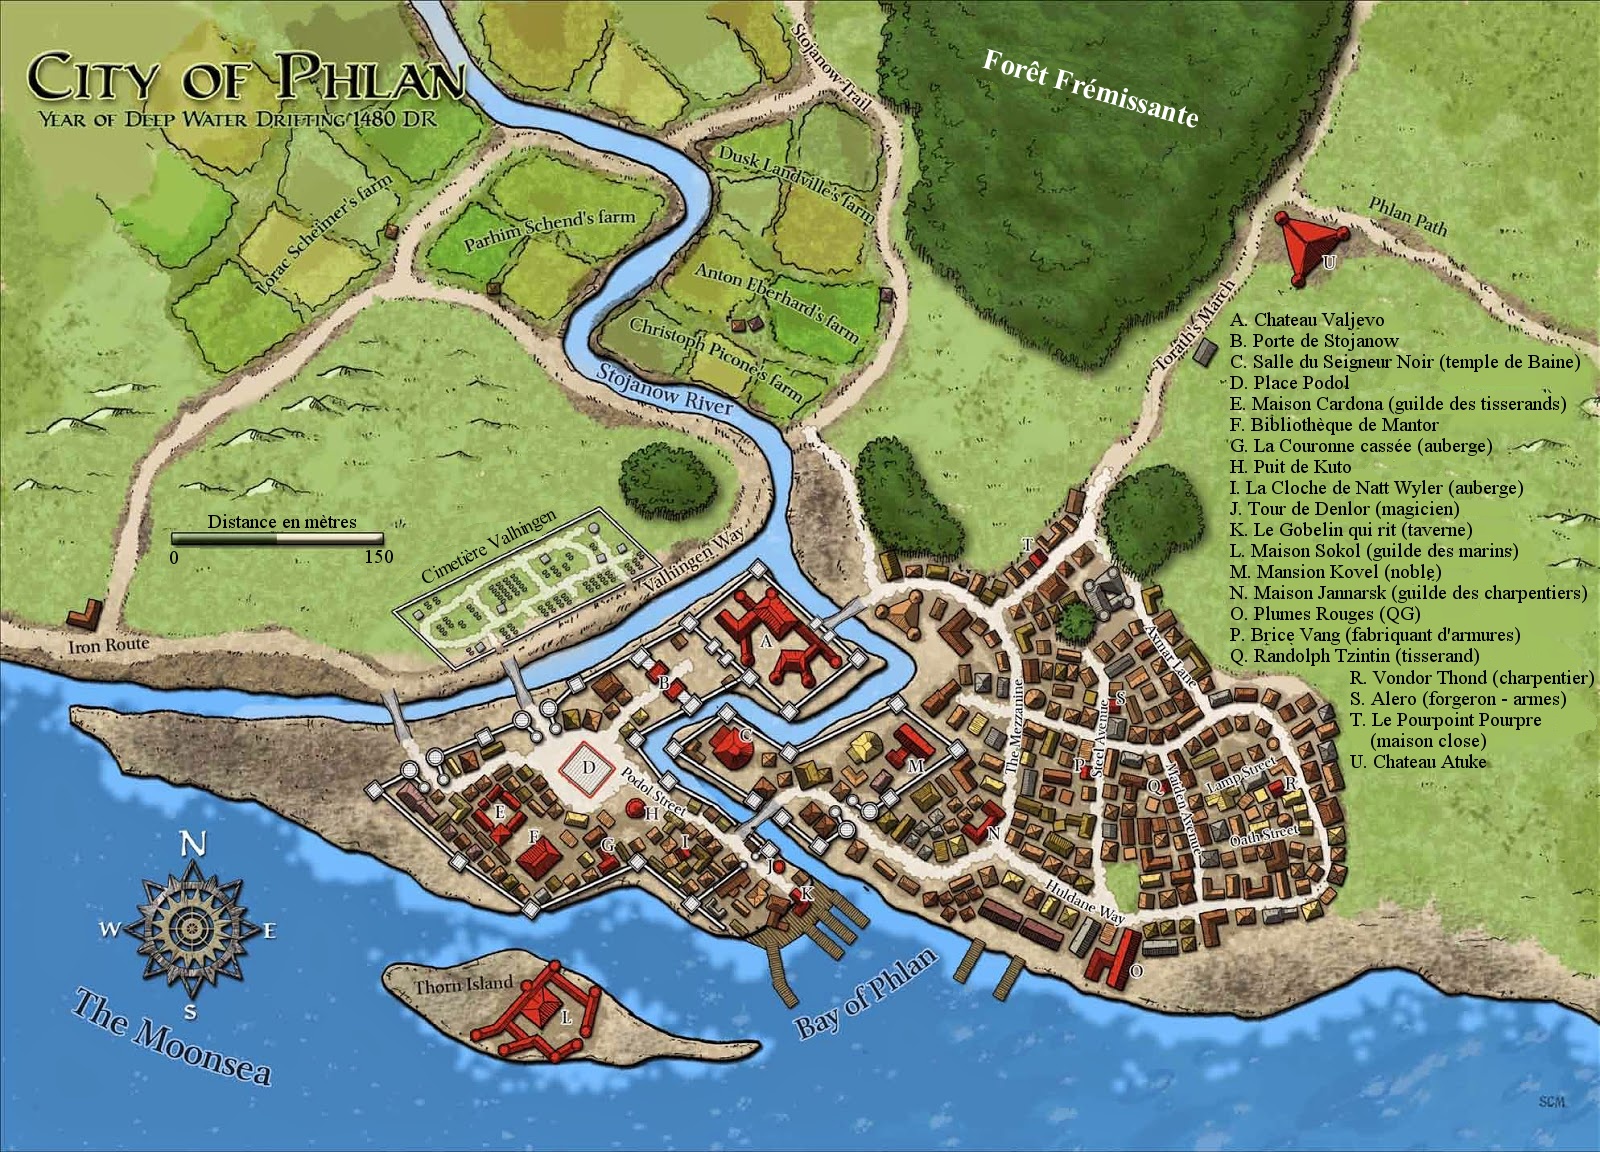 CITY OF PHLAN
YEAR OF DEEP WATER DRIFTING 1480 DR
Stojanow Trail
Forêt Frémissante
Dusk Landville's farm
Lorac Scheimer's farm
Parhim Schend's farm
Phlan Path
U
Anton Eberhard's farm
Christoph Picone's farm
Torath's March
Stojanow River
A. Chateau Valjevo
B. Porte de Stojanow
C. Salle du Seigneur Noir (temple de Baine)
D. Place Podol
E. Maison Cardona (guilde des tisserands)
F. Bibliothèque de Mantor
G. La Couronne cassée (auberge)
H. Puit de Kuto
I. La Cloche de Natt Wyler (auberge)
J. Tour de Denlor (magicien)
K. Le Gobelin qui rit (taverne)
L. Maison Sokol (guilde des marins)
M. Mansion Kovel (noble)
N. Maison Jannarsk (guilde des charpentiers)
O. Plumes Rouges (QG)
P. Brice Vang (fabriquant d'armures)
Q. Randolph Tzintin (tisserand)
R. Vondor Thond (charpentier)
S. Alero (forgeron - armes)
T. Le Pourpoint Pourpre
(maison close)
U. Chateau Atuke
Distance en mètres
0 150
Cimetière Valhingen
Valhingen Way
T
Iron Route
A
B
Axmar Lane
The Mezzanine
Steel Avenue
S
C
M
D
Podol Street
P
Q
Maiden Avenue
Lamp Street
R
E
H
F
G
I
N
Oath Street
J
K
Huldane Way
O
N
W E
S
Thorn Island
L
Bay of Phlan
The Moonsea
SCM